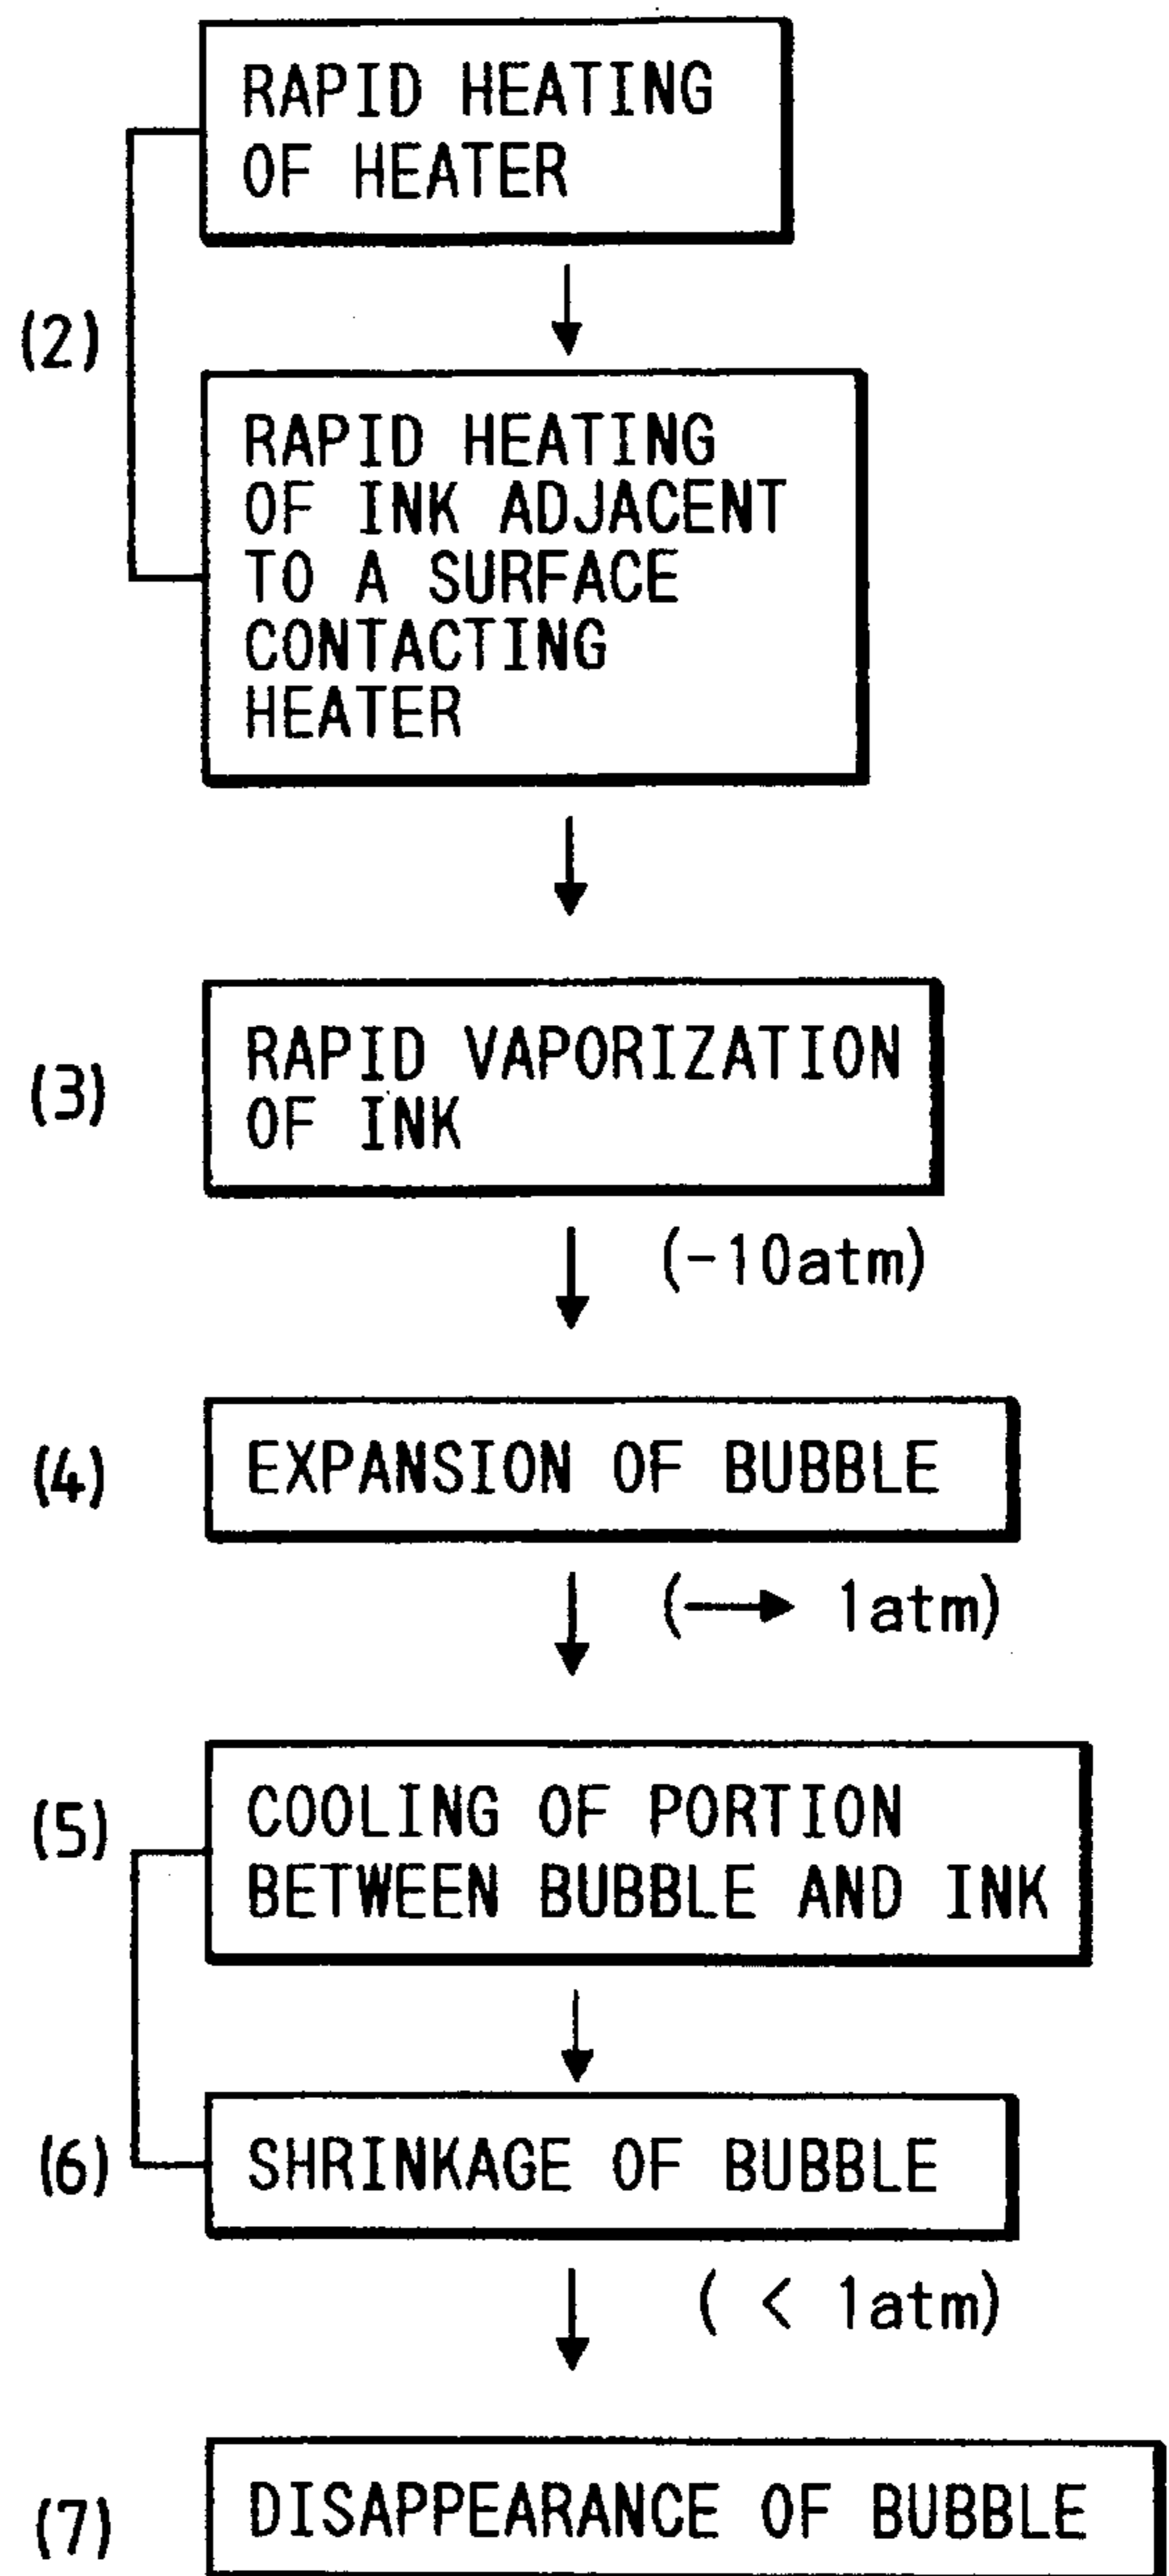 RAPID HEATING
OF HEATER
(2)
RAPID HEATING
OF INK ADJACENT
TO A SURFACE
CONTACTING
HEATER
(3)
RAPID VAPORIZATION
OF INK
(-10atm)
(4)
EXPANSION OF BUBBLE
(→ 1atm)
(5)
COOLING OF PORTION
BETWEEN BUBBLE AND INK
(6)
SHRINKAGE OF BUBBLE
( < 1atm)
(7)
DISAPPEARANCE OF BUBBLE